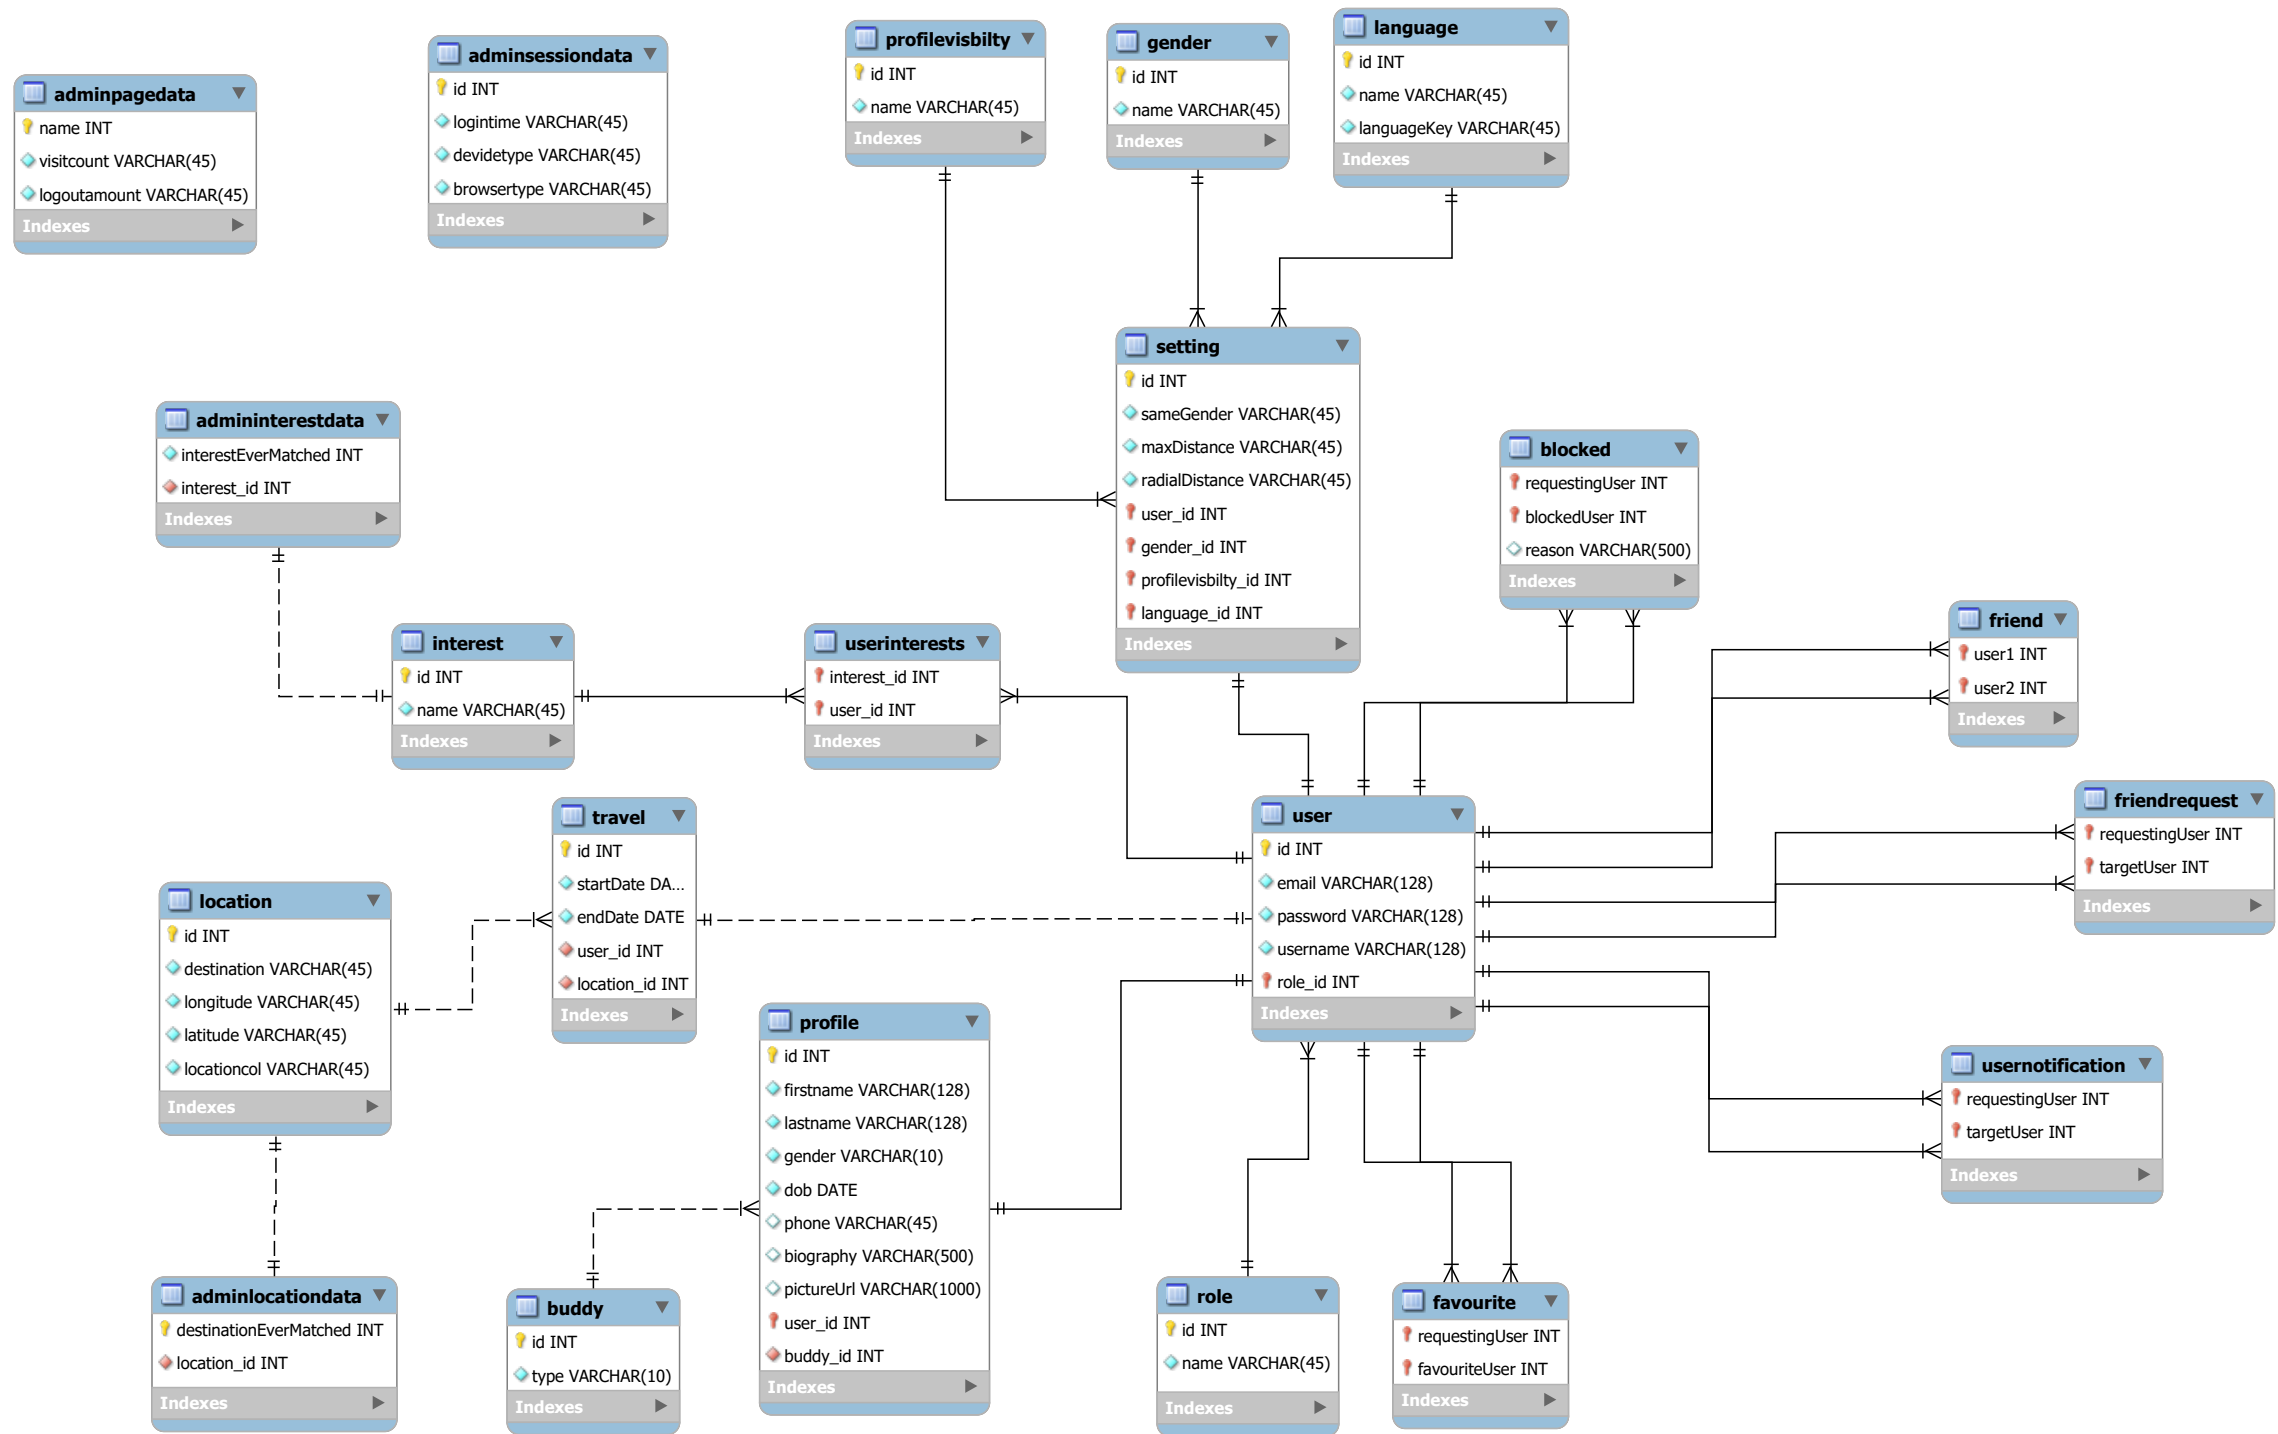 adminpagedata
name INT
visitcount VARCHAR(45)
logoutamount VARCHAR(45)
Indexes
adminsessiondata
id INT
logintime VARCHAR(45)
devidetype VARCHAR(45)
browsertype VARCHAR(45)
Indexes
profilevisbilty
id INT
name VARCHAR(45)
Indexes
gender
id INT
name VARCHAR(45)
Indexes
language
id INT
name VARCHAR(45)
languageKey VARCHAR(45)
Indexes
setting
id INT
sameGender VARCHAR(45)
maxDistance VARCHAR(45)
radialDistance VARCHAR(45)
user_id INT
gender_id INT
profilevisbilty_id INT
language_id INT
Indexes
admininterestdata
interestEverMatched INT
interest_id INT
Indexes
blocked
requestingUser INT
blockedUser INT
reason VARCHAR(500)
Indexes
interest
id INT
name VARCHAR(45)
Indexes
userinterests
interest_id INT
user_id INT
Indexes
friend
user1 INT
user2 INT
Indexes
travel
id INT
startDate DA...
endDate DATE
user_id INT
location_id INT
Indexes
user
id INT
email VARCHAR(128)
password VARCHAR(128)
username VARCHAR(128)
role_id INT
Indexes
friendrequest
requestingUser INT
targetUser INT
Indexes
location
id INT
destination VARCHAR(45)
longitude VARCHAR(45)
latitude VARCHAR(45)
locationcol VARCHAR(45)
Indexes
profile
id INT
firstname VARCHAR(128)
lastname VARCHAR(128)
gender VARCHAR(10)
dob DATE
phone VARCHAR(45)
biography VARCHAR(500)
pictureUrl VARCHAR(1000)
user_id INT
buddy_id INT
Indexes
usernotification
requestingUser INT
targetUser INT
Indexes
adminlocationdata
destinationEverMatched INT
location_id INT
Indexes
buddy
id INT
type VARCHAR(10)
Indexes
role
id INT
name VARCHAR(45)
Indexes
favourite
requestingUser INT
favouriteUser INT
Indexes